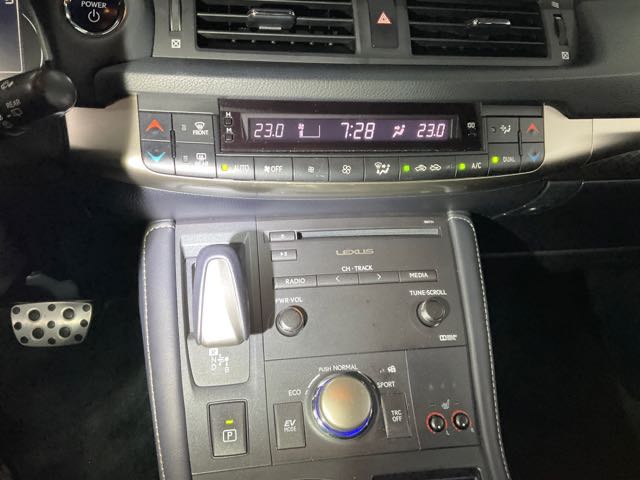 POWER
REAR
FRONT
23.0 7:28 23.0
AUTO OFF A/C DUAL
LEXUS
CH - TRACK
RADIO < > MEDIA
PWR·VOL TUNE·SCROLL
R
N
D B
PUSH NORMAL
ECO SPORT
EV
MODE
TRC
OFF
P